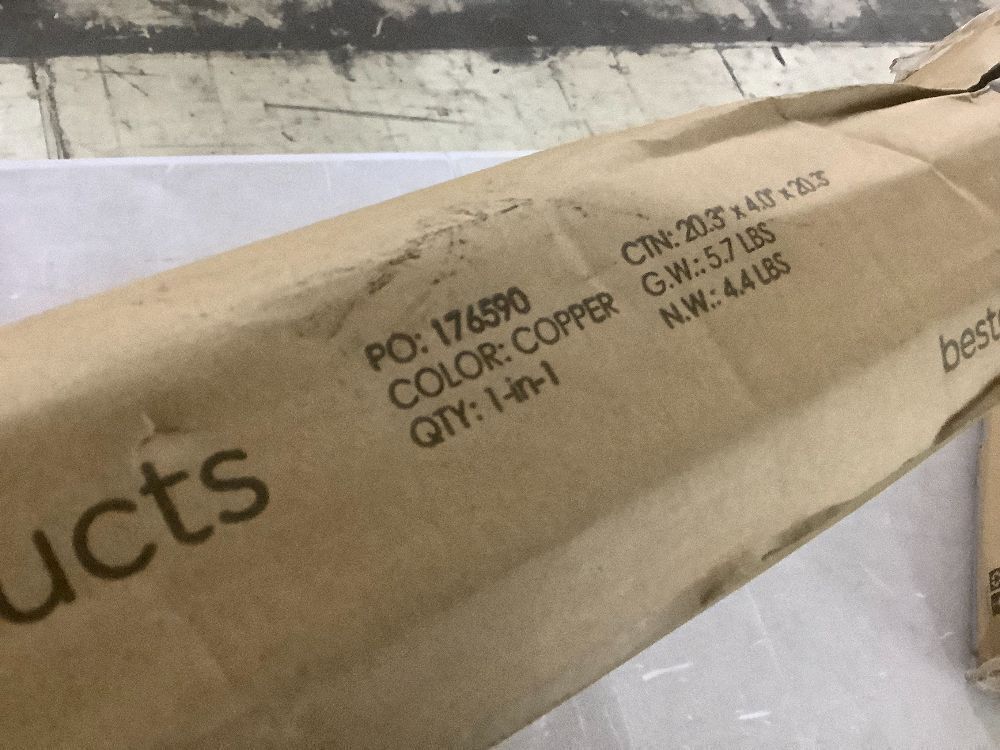 ucts
PO: 176590
COLOR: COPPER
QTY: 1-in-1
CTN: 20.3" x 4.0" x 20.3"
G.W.: 5.7 LBS
N.W.: 4.4 LBS
best